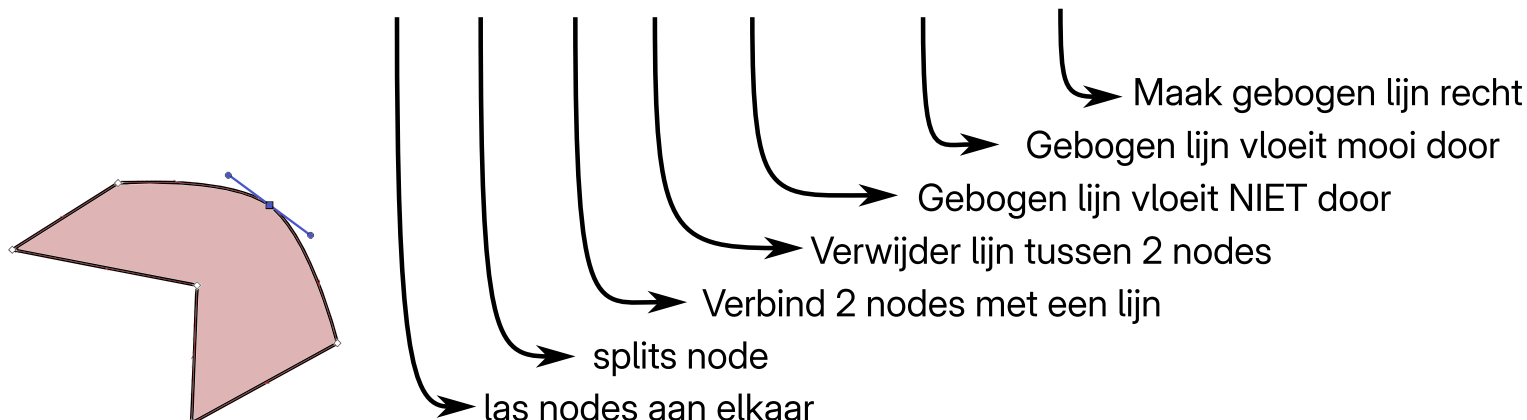 Maak gebogen lijn recht
Gebogen lijn vloeit mooi door
Gebogen lijn vloeit NIET door
Verwijder lijn tussen 2 nodes
Verbind 2 nodes met een lijn
splits node
las nodes aan elkaar